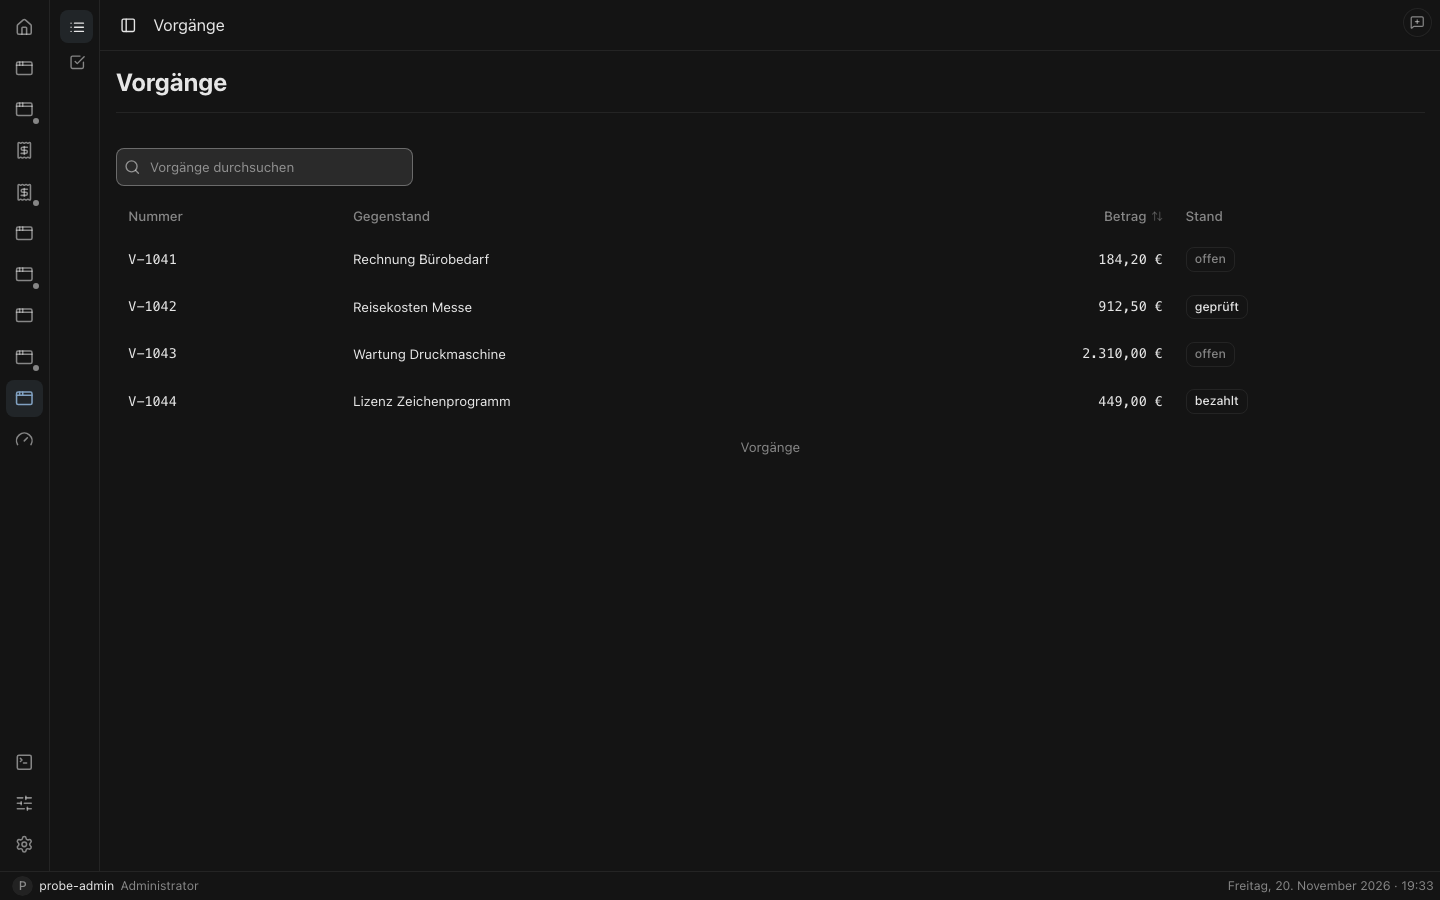 Vorgänge
Vorgänge
Vorgänge durchsuchen
Nummer Gegenstand Betrag Stand
V-1041 Rechnung Bürobedarf 184,20 € offen
V-1042 Reisekosten Messe 912,50 € geprüft
V-1043 Wartung Druckmaschine 2.310,00 € offen
V-1044 Lizenz Zeichenprogramm 449,00 € bezahlt
Vorgänge
P probe-admin Administrator Freitag, 20. November 2026 · 19:33